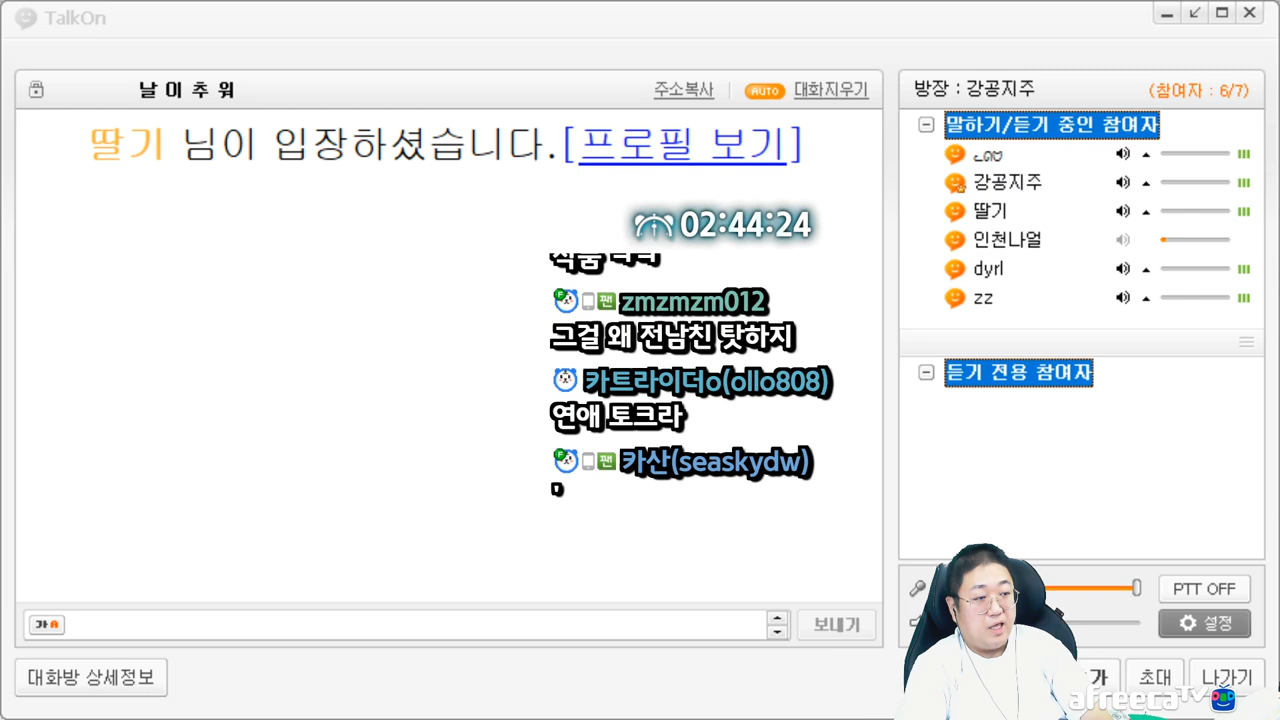 TalkOn
날 이 추 워
주소복사
AUTO
대화지우기
딸기 님이 입장하셨습니다.[프로필 보기]
02:44:24
F 팬 zmzmzm012
그걸 왜 전남친 탓하지
카트라이더o(ollo808)
연애 토크라
F 팬 카산(seaskydw)
'
가A
보내기
대화방 상세정보
방장 : 강공지주
(참여자 : 6/7)
말하기/듣기 중인 참여자
강공지주
딸기
인천나얼
dyrl
zz
듣기 전용 참여자
PTT OFF
설정
가
초대
나가기
afreecaTV